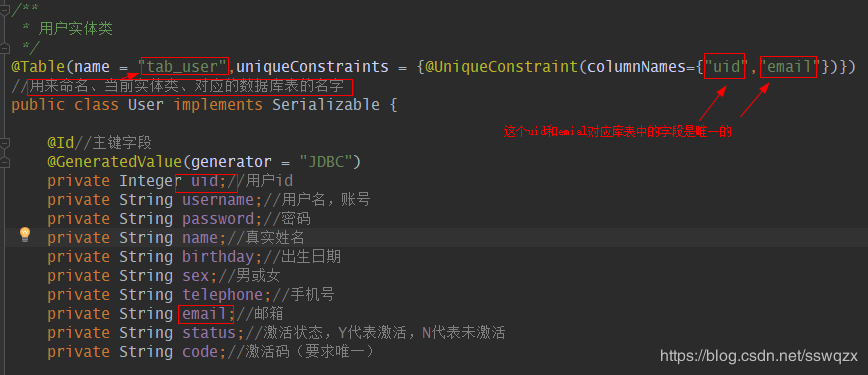 /**
 * 用户实体类
 */
@Table(name = "tab_user",uniqueConstraints = {@UniqueConstraint(columnNames={"uid","email"})})
//用来命名、当前实体类、对应的数据库表的名字
public class User implements Serializable {
这个uid和emial对应库表中的字段是唯一的
@Id//主键字段
@GeneratedValue(generator = "JDBC")
private Integer uid;//用户id
private String username;//用户名，账号
private String password;//密码
private String name;//真实姓名
private String birthday;//出生日期
private String sex;//男或女
private String telephone;//手机号
private String email;//邮箱
private String status;//激活状态，Y代表激活，N代表未激活
private String code;//激活码（要求唯一）
https://blog.csdn.net/sswqzx